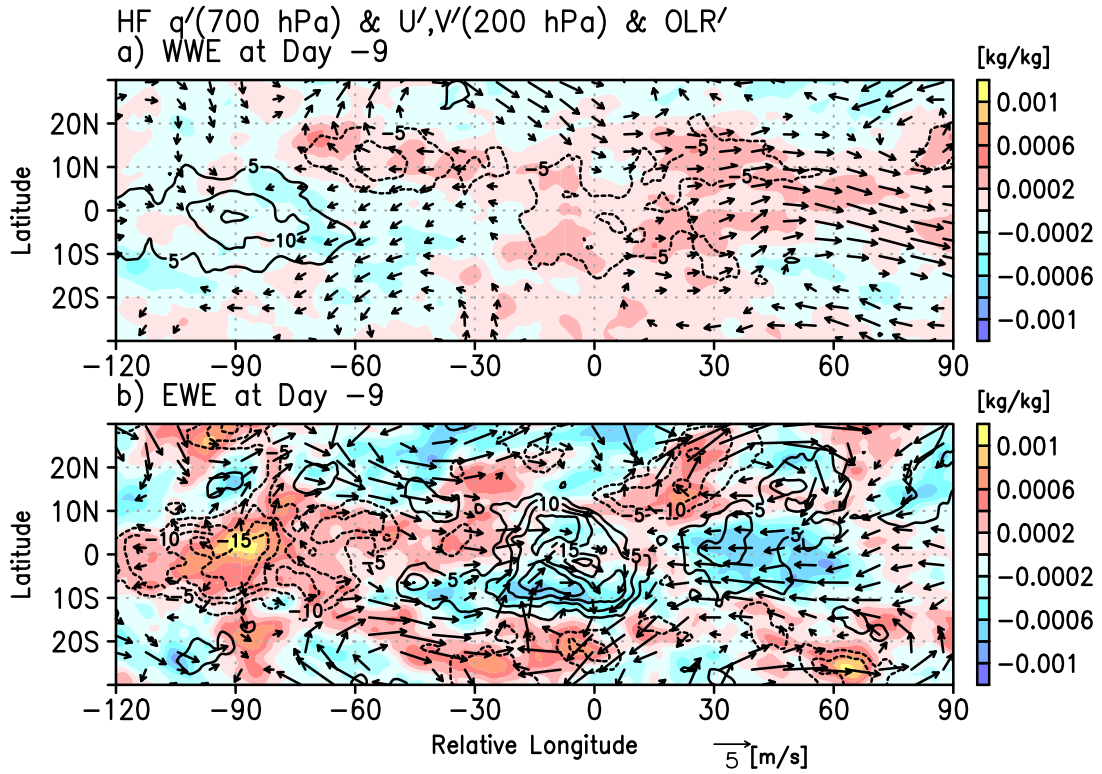 HF q′(700 hPa) & U′,V′(200 hPa) & OLR′
a) WWE at Day −9
[kg/kg]
20N
10N
0
10S
20S
Latitude
5
−5
−5
−5
−5
10
5
−5
0.001
0.0006
0.0002
−0.0002
−0.0006
−0.001
−120 −90 −60 −30 0 30 60 90
b) EWE at Day −9
[kg/kg]
20N
10N
0
10S
20S
Latitude
−5
5
10
−5
−10
−10
−15
−5
15
5
5
−5
5
−10
0.001
0.0006
0.0002
−0.0002
−0.0006
−0.001
−120 −90 −60 −30 0 30 60 90
Relative Longitude
5 [m/s]